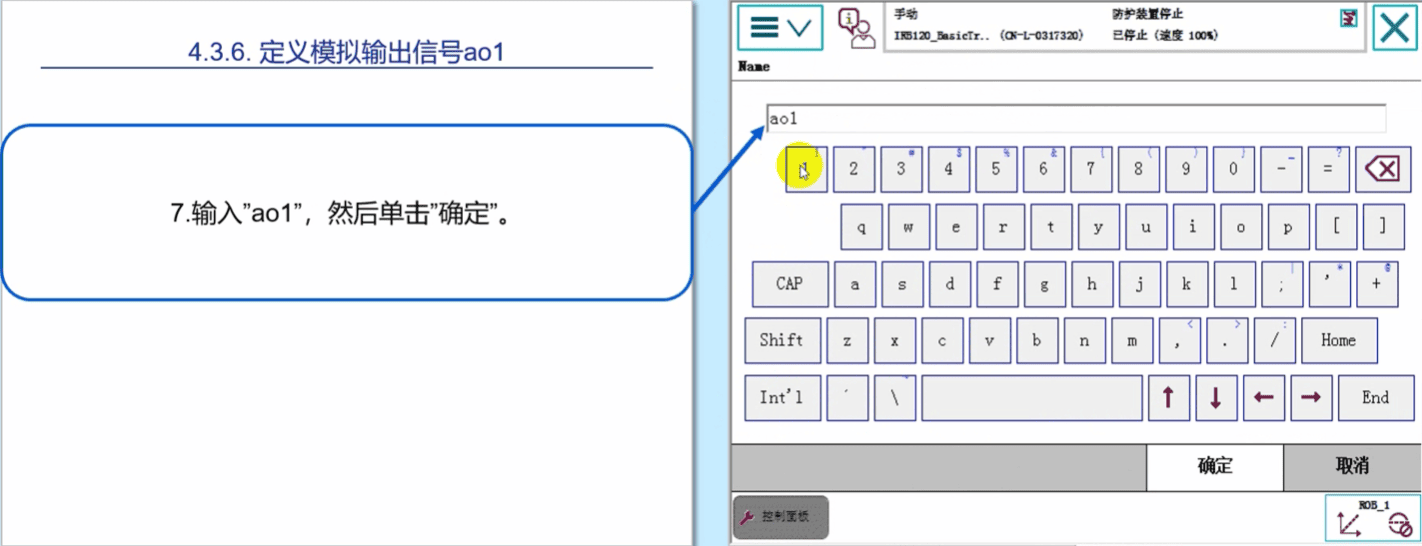 4.3.6. 定义模拟输出信号ao1
7.输入”ao1”，然后单击”确定”。
手动
防护装置停止
IRB120_BasicTr.. (CN-L-0317320)
已停止 (速度 100%)
Name
ao1
1 2 3 4 5 6 7 8 9 0 - =
q w e r t y u i o p [ ]
CAP a s d f g h j k l ; ' +
Shift z x c v b n m , . / Home
Int'l ´ \ ↑ ↓ ← → End
确定 取消
控制面板
ROB_1